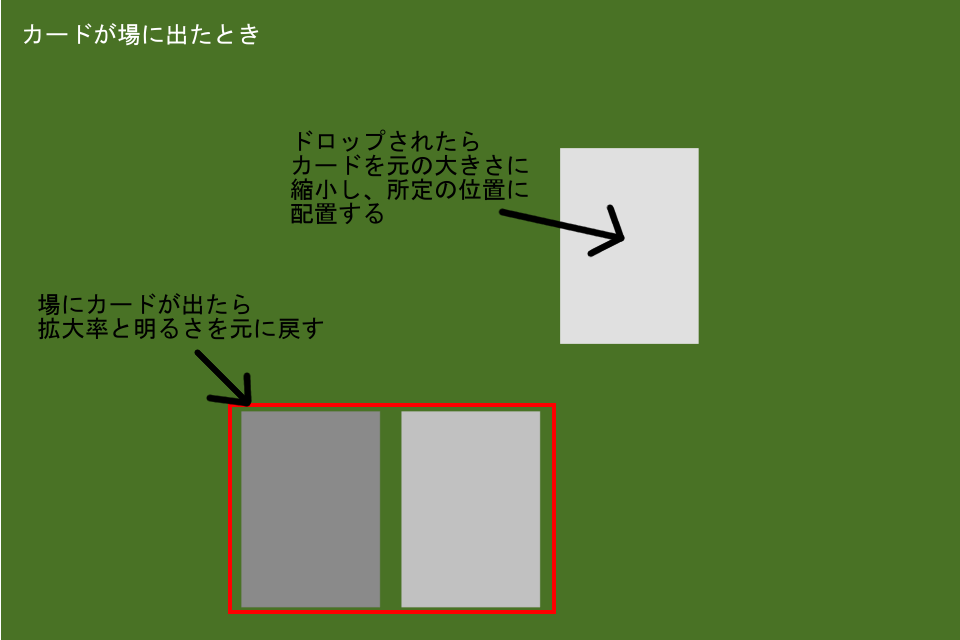 カードが場に出たとき
ドロップされたら
カードを元の大きさに
縮小し、所定の位置に
配置する
場にカードが出たら
拡大率と明るさを元に戻す